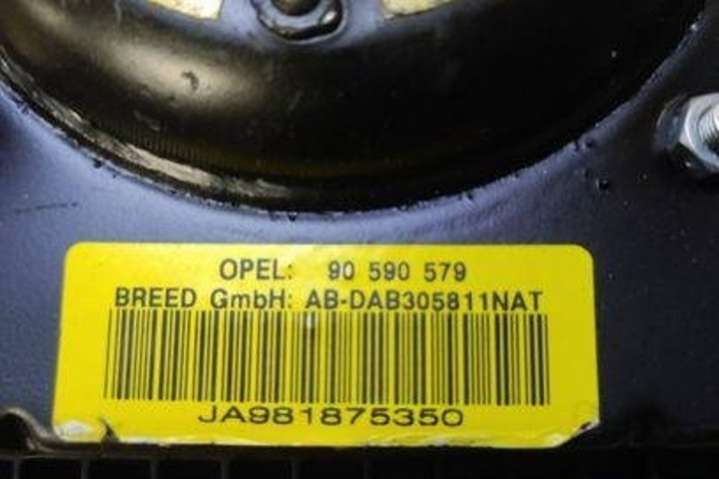 OPEL: 90 590 579
BREED GmbH: AB-DAB305811NAT
JA981875350